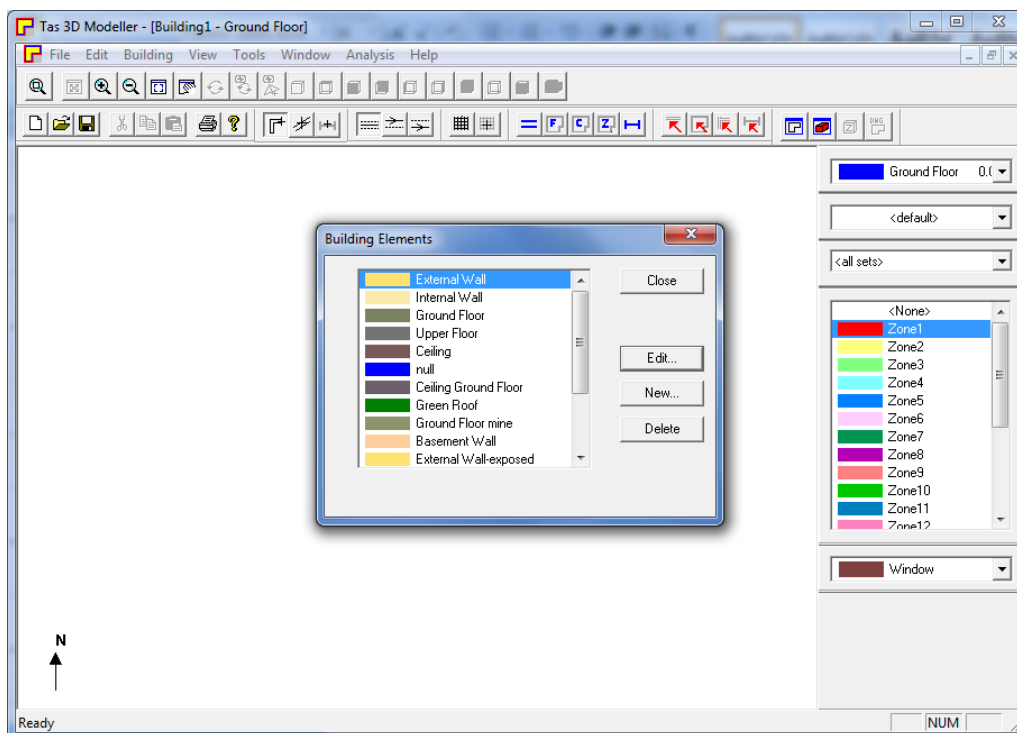 Tas 3D Modeller - [Building1 - Ground Floor]
File Edit Building View Tools Window Analysis Help
F, C, Z,
Z DWG
Ground Floor 0.(
<default>
<all sets>
<None>
Zone1
Zone2
Zone3
Zone4
Zone5
Zone6
Zone7
Zone8
Zone9
Zone10
Zone11
Zone12
Window
Building Elements
External Wall
Internal Wall
Ground Floor
Upper Floor
Ceiling
null
Ceiling Ground Floor
Green Roof
Ground Floor mine
Basement Wall
External Wall-exposed
Close
Edit...
New...
Delete
N
Ready NUM